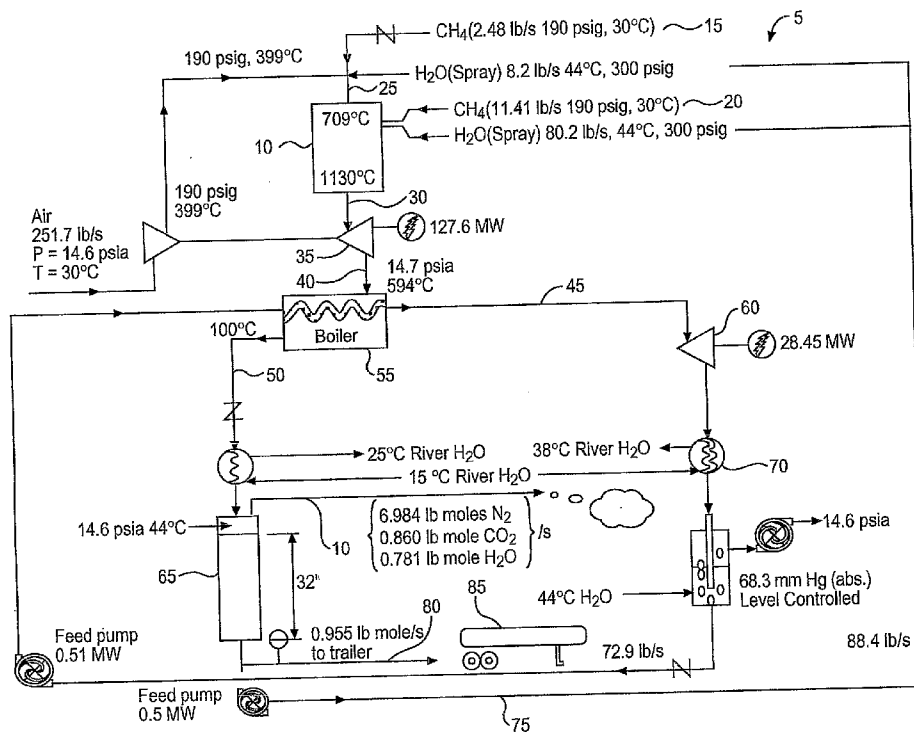 CH4(2.48 lb/s 190 psig, 30°C)
15
5
190 psig, 399°C
H2O(Spray) 8.2 lb/s 44°C, 300 psig
25
CH4(11.41 lb/s 190 psig, 30°C)
20
709°C
10
H2O(Spray) 80.2 lb/s, 44°C, 300 psig
1130°C
30
190 psig
399°C
Air
251.7 lb/s
P = 14.6 psia
T = 30°C
127.6 MW
35
40
14.7 psia
594°C
45
60
100°C
Boiler
28.45 MW
50
55
25°C River H2O
38°C River H2O
15 °C River H2O
70
14.6 psia 44°C
10
6.984 lb moles N2
0.860 lb mole CO2
0.781 lb mole H2O
/s
14.6 psia
65
32"
68.3 mm Hg (abs.)
Level Controlled
44°C H2O
80
85
0.955 lb mole/s
to trailer
72.9 lb/s
88.4 lb/s
Feed pump
0.51 MW
Feed pump
0.5 MW
75